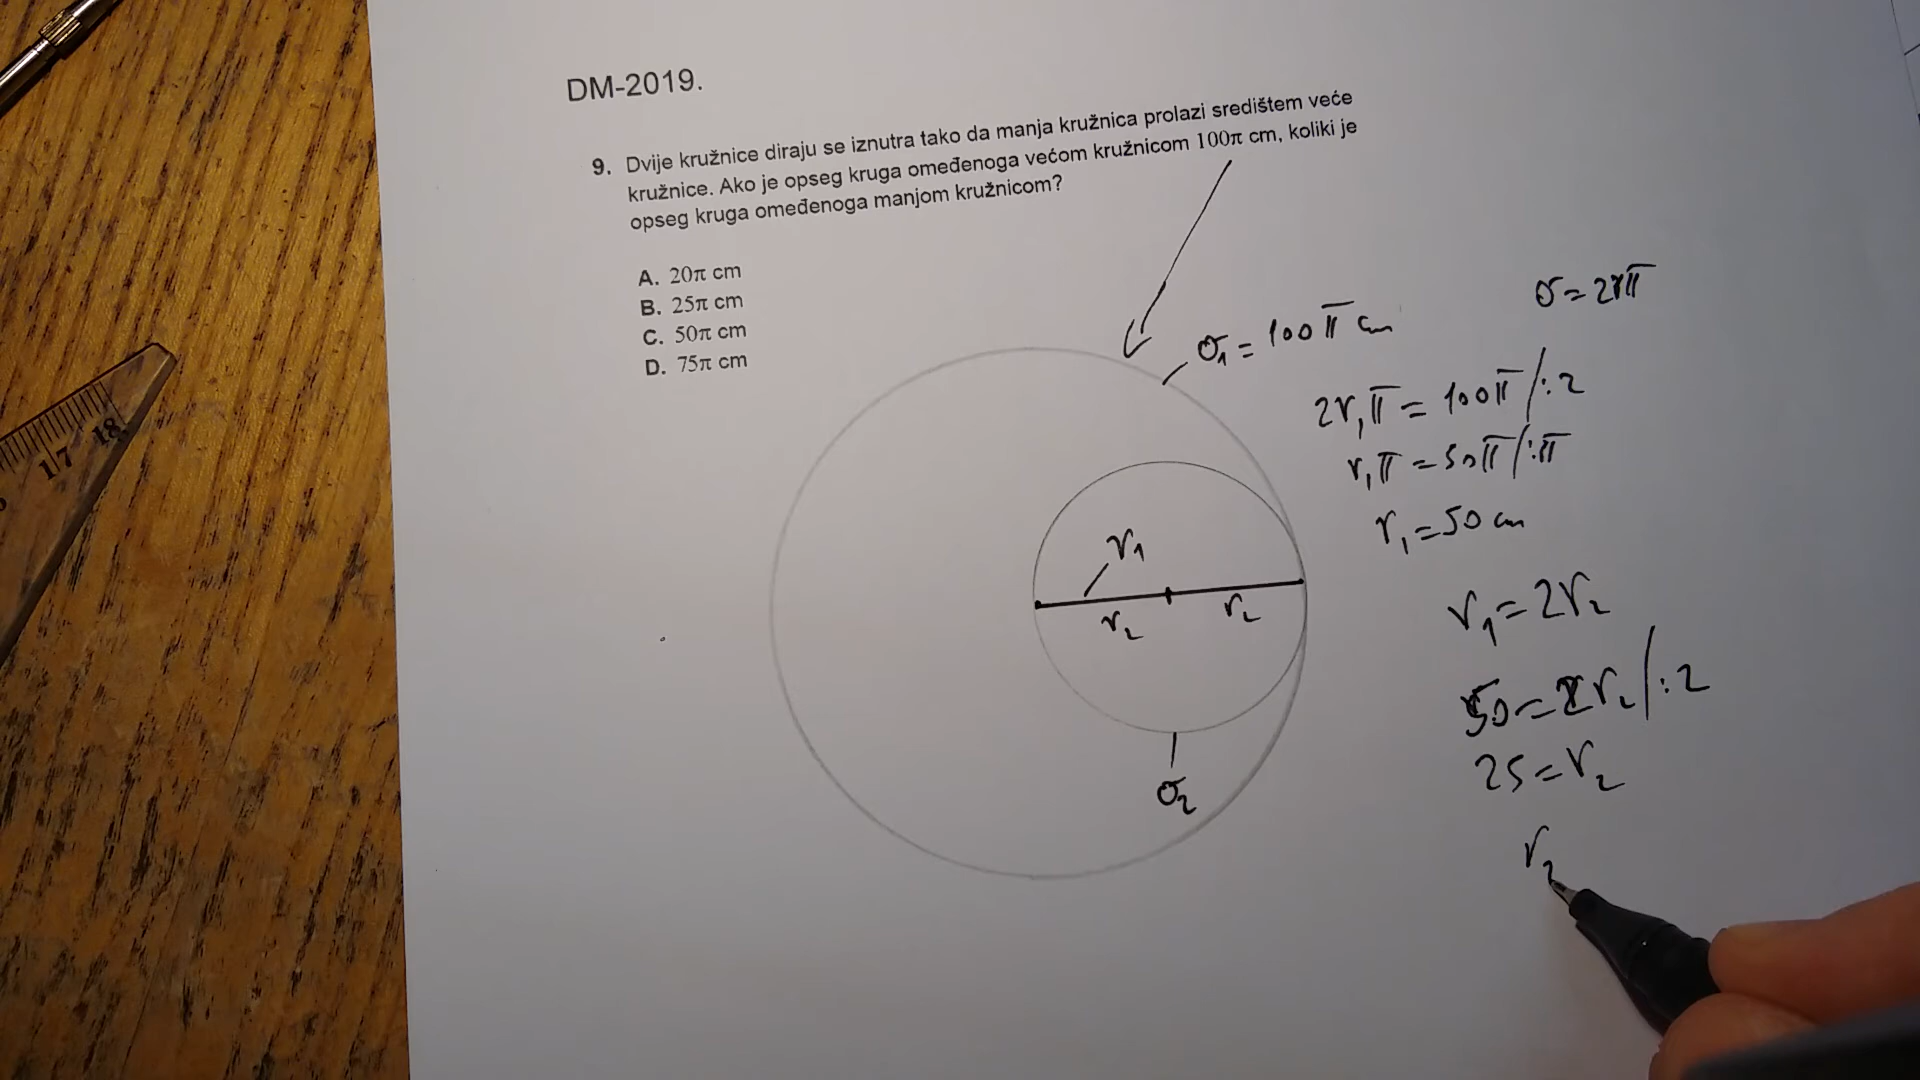 DM-2019.
9. Dvije kružnice diraju se iznutra tako da manja kružnica prolazi središtem veće
kružnice. Ako je opseg kruga omeđenoga većom kružnicom 100π cm, koliki je
opseg kruga omeđenoga manjom kružnicom?
A. 20π cm
B. 25π cm
C. 50π cm
D. 75π cm
σ = 2rπ
σ₁ = 100π cm
2r₁π = 100π /:2
r₁π = 50π /:π
r₁ = 50 cm
r₁ = 2r₂
50 = 2r₂ /:2
25 = r₂
r₂
r₁
r₂ r₂
σ₂
17 18